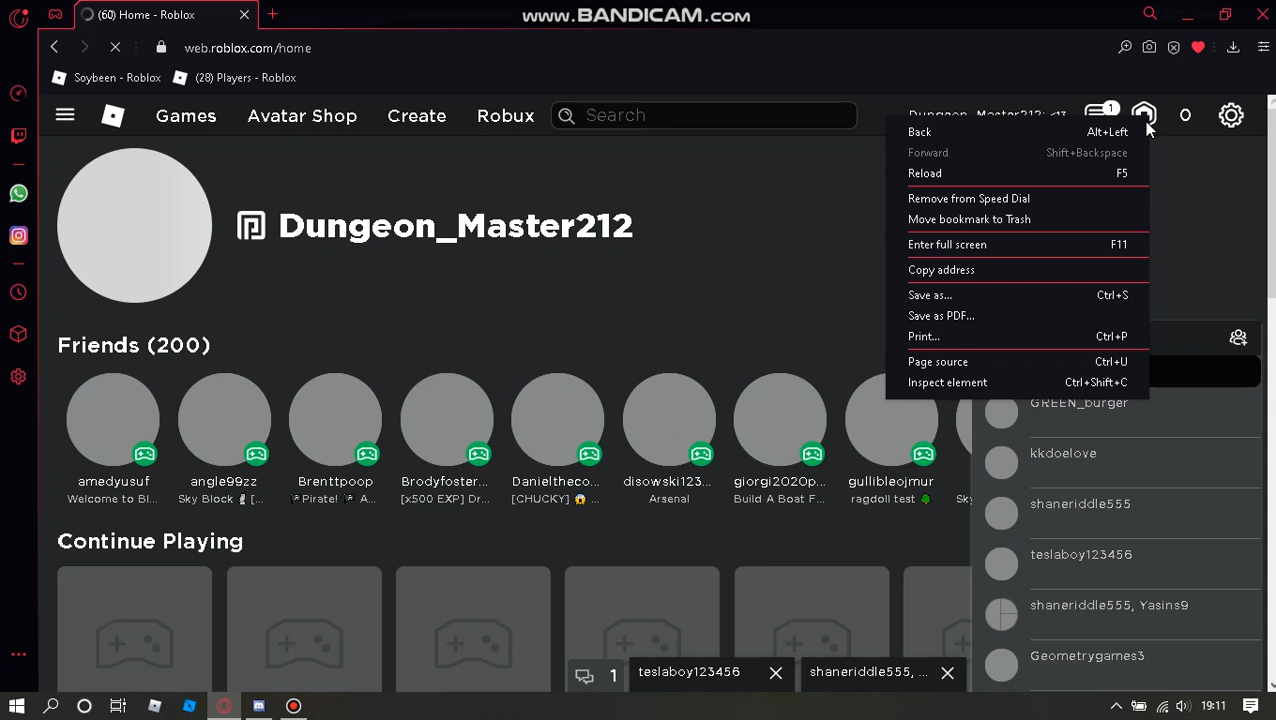 (60) Home - Roblox
www.BANDICAM.com
web.roblox.com/home
Soybeen - Roblox
(28) Players - Roblox
Games
Avatar Shop
Create
Robux
Search
Dungeon_Master212: <13
1
0
Back Alt+Left
Forward Shift+Backspace
Reload F5
Remove from Speed Dial
Move bookmark to Trash
Enter full screen F11
Copy address
Save as... Ctrl+S
Save as PDF...
Print... Ctrl+P
Page source Ctrl+U
Inspect element Ctrl+Shift+C
Dungeon_Master212
Friends (200)
amedyusuf
Welcome to Bl...
angle99zz
Sky Block [...
Brenttpoop
Pirate! A...
Brodyfoster...
[x500 EXP] Dr...
Danieltheco...
[CHUCKY] 😱 ...
disowski123...
Arsenal
giorgi2020p...
Build A Boat F...
gullibleojmur
ragdoll test 🌳
Continue Playing
GREEN_burger
kkdoelove
shaneriddle555
teslaboy123456
shaneriddle555, Yasins9
Geometrygames3
1
teslaboy123456
shaneriddle555, ...
19:11